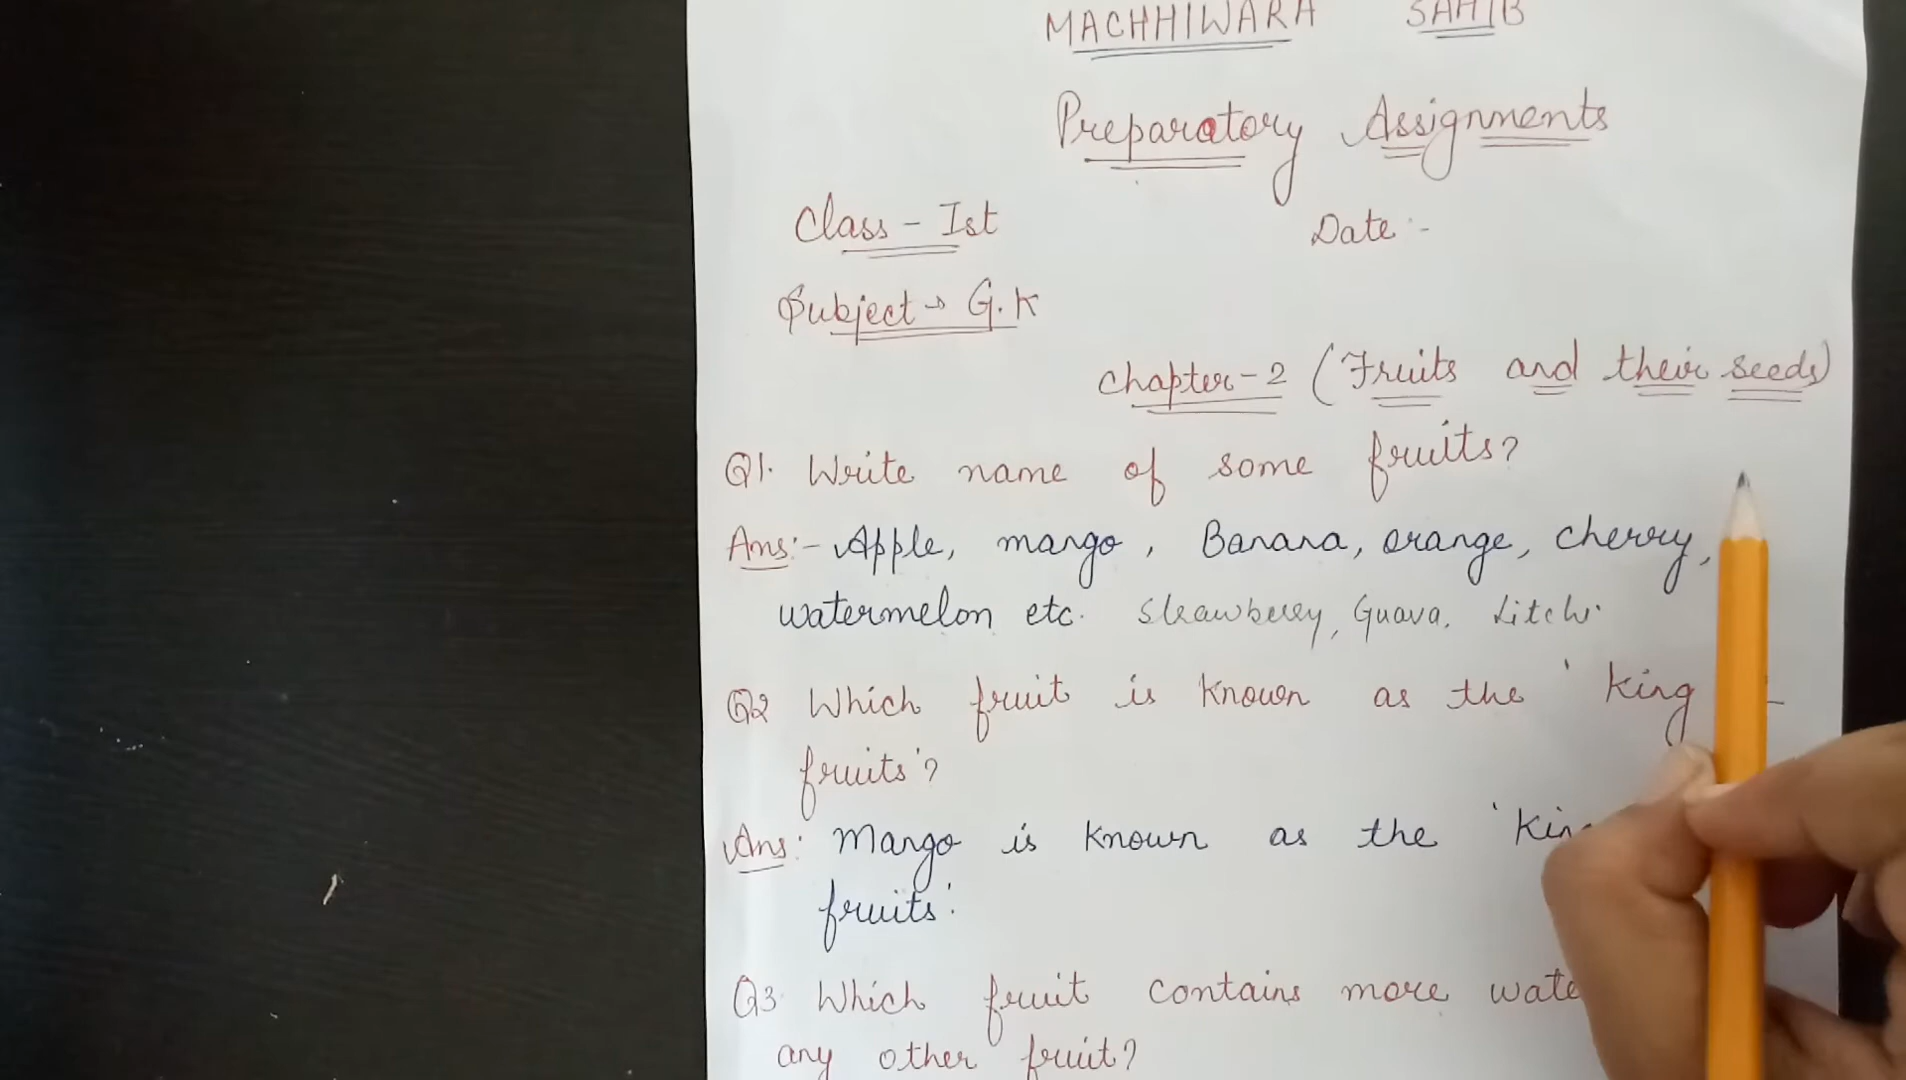 MACHHIWARA SAHIB
Preparatory Assignments
Class - Ist Date :-
Subject → G.K
Chapter-2 (Fruits and their seeds)
Q1. Write name of some fruits?
Ans:- Apple, mango, Banana, orange, cherry,
watermelon etc. Strawberry, Guava, Litchi
Q2 Which fruit is known as the 'King
fruits'?
Ans: Mango is known as the 'Kin
fruits'.
Q3 Which fruit contains more wate
any other fruit?